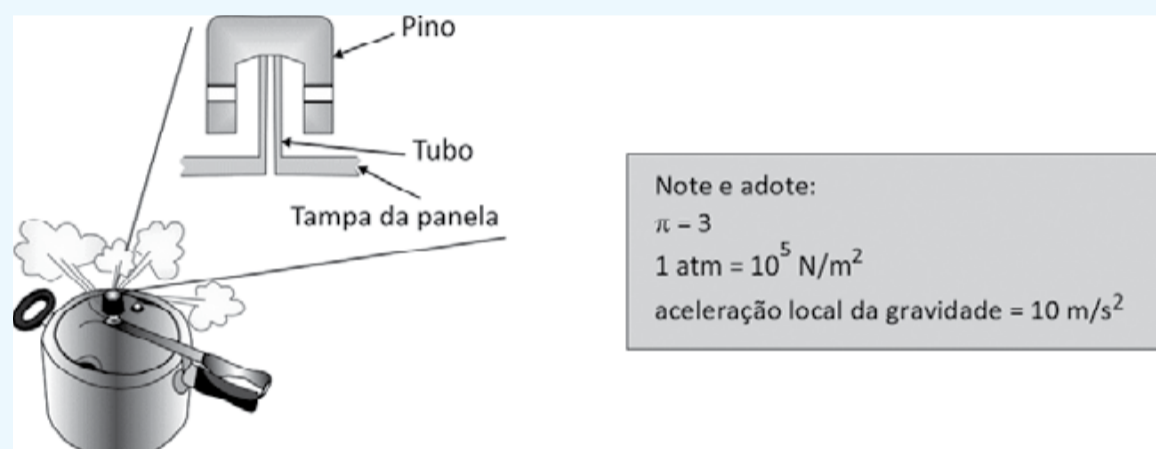 Pino
Tubo
Tampa da panela
Note e adote:
π – 3
1 atm = 10⁵ N/m²
aceleração local da gravidade = 10 m/s²